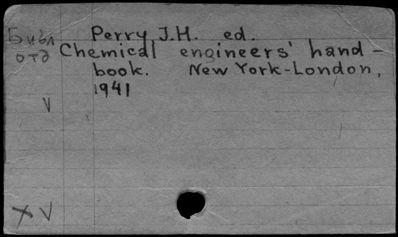 Библ Perry J.H. ed.
отд Chemical engineers' hand-
book. New York-London,
1941
V
X V